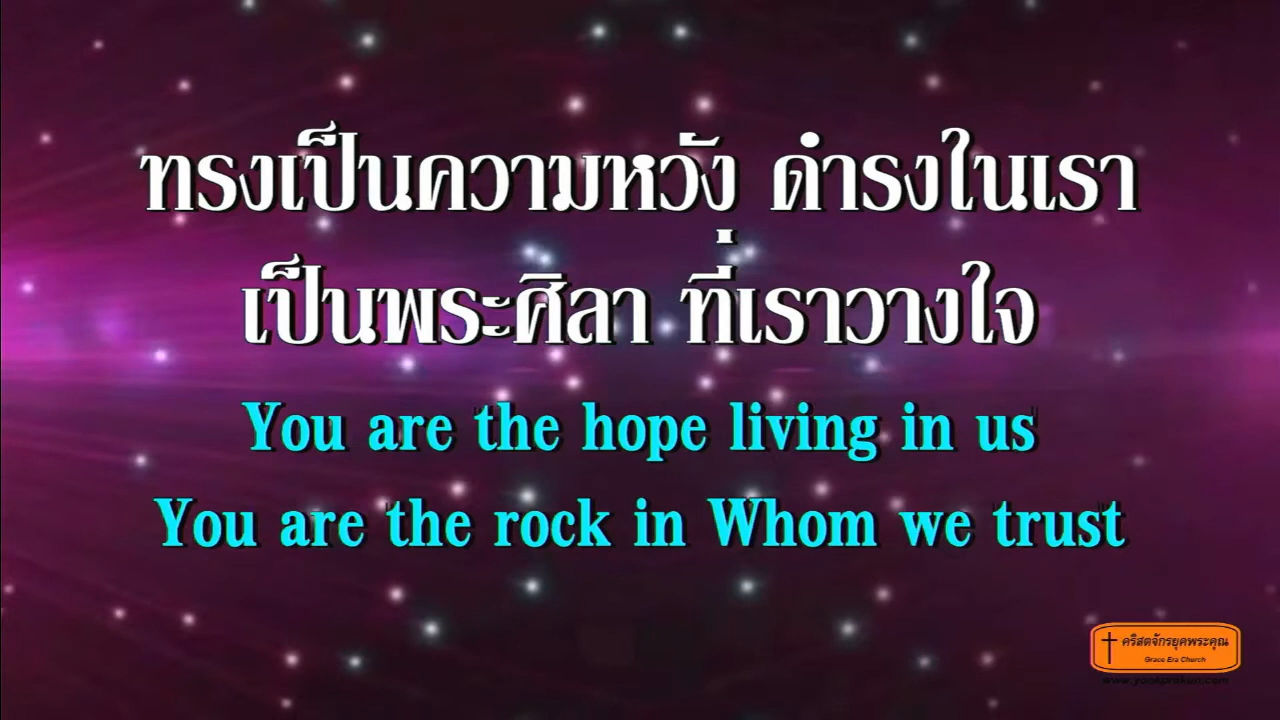 ทรงเป็นความหวัง ดำรงในเรา
เป็นพระศิลา ที่เราวางใจ
You are the hope living in us
You are the rock in Whom we trust
คริสตจักรยุคพระคุณ
Grace Era Church